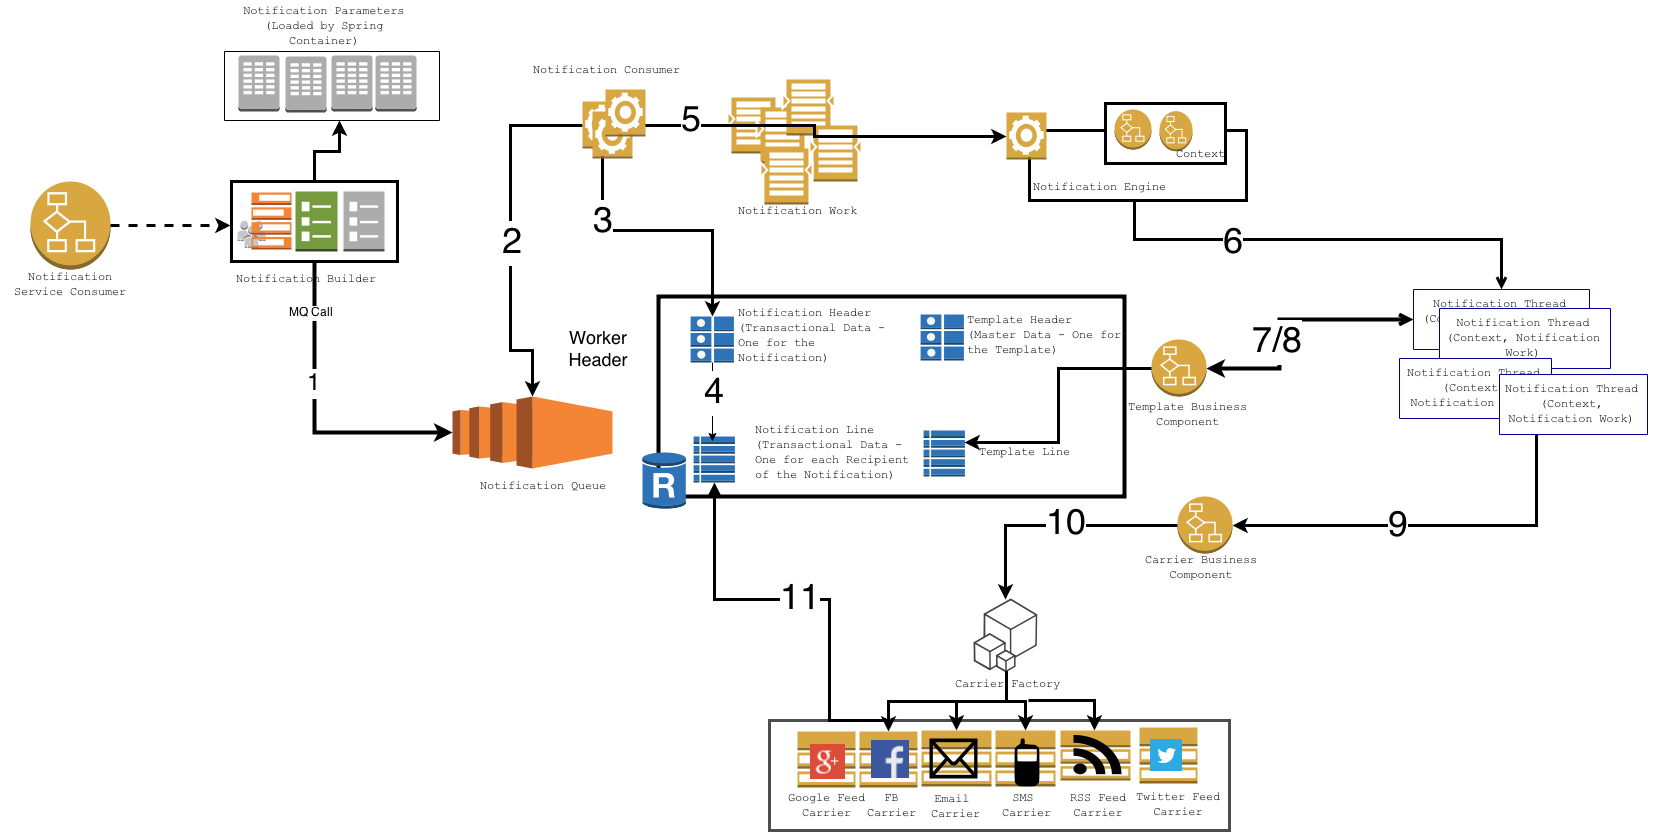 Notification Parameters
(Loaded by Spring
Container)
Notification Consumer
5
Context
Notification Engine
Notification Work
Notification
Service Consumer
Notification Builder
MQ Call
1
2
3
6
Worker
Header
Notification Header
(Transactional Data -
One for the
Notification)
Template Header
(Master Data - One for
the Template)
4
Notification Line
(Transactional Data -
One for each Recipient
of the Notification)
Template Line
R
Notification Queue
7/8
Template Business
Component
Notification Thread
Notification Thread
(Context, Notification
Work)
Notification Thread
(Context
Notification
Notification Thread
(Context,
Notification Work)
9
10
Carrier Business
Component
11
Carrier Factory
g+
f
Google Feed
Carrier
FB
Carrier
Email
Carrier
SMS
Carrier
RSS Feed
Carrier
Twitter Feed
Carrier